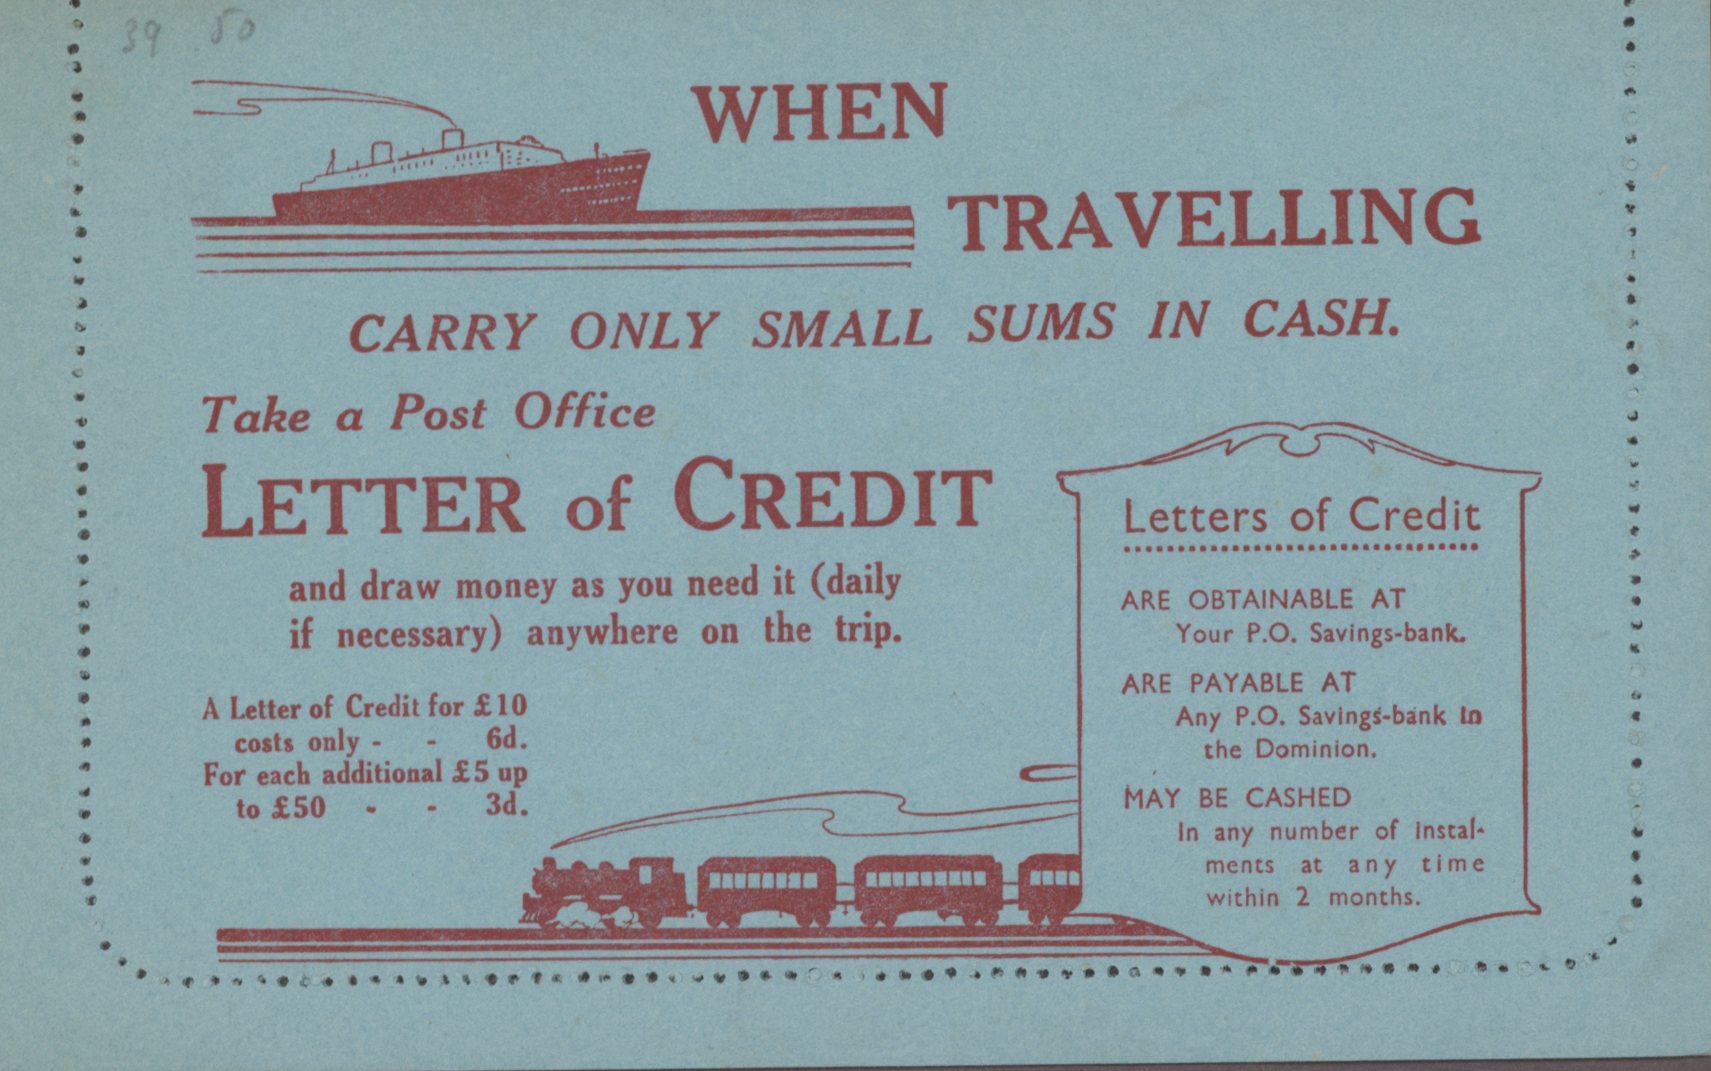 39 50
WHEN
TRAVELLING
CARRY ONLY SMALL SUMS IN CASH.
Take a Post Office
LETTER of CREDIT
and draw money as you need it (daily
if necessary) anywhere on the trip.
A Letter of Credit for £10
costs only - - 6d.
For each additional £5 up
to £50 - - 3d.
Letters of Credit
ARE OBTAINABLE AT
Your P.O. Savings-bank.
ARE PAYABLE AT
Any P.O. Savings-bank in
the Dominion.
MAY BE CASHED
In any number of instal-
ments at any time
within 2 months.